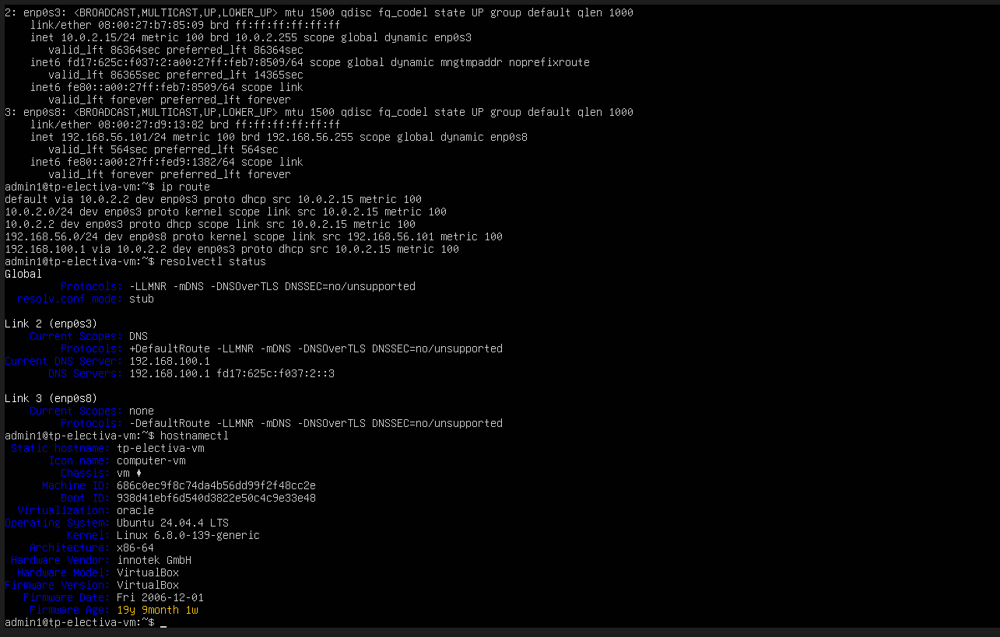 2: enp0s3: <BROADCAST,MULTICAST,UP,LOWER_UP> mtu 1500 qdisc fq_codel state UP group default qlen 1000
    link/ether 08:00:27:b7:85:09 brd ff:ff:ff:ff:ff:ff
    inet 10.0.2.15/24 metric 100 brd 10.0.2.255 scope global dynamic enp0s3
       valid_lft 86364sec preferred_lft 86364sec
    inet6 fd17:625c:f037:2:a00:27ff:feb7:8509/64 scope global dynamic mngtmpaddr noprefixroute
       valid_lft 86365sec preferred_lft 14365sec
    inet6 fe80::a00:27ff:feb7:8509/64 scope link
       valid_lft forever preferred_lft forever
3: enp0s8: <BROADCAST,MULTICAST,UP,LOWER_UP> mtu 1500 qdisc fq_codel state UP group default qlen 1000
    link/ether 08:00:27:d9:13:82 brd ff:ff:ff:ff:ff:ff
    inet 192.168.56.101/24 metric 100 brd 192.168.56.255 scope global dynamic enp0s8
       valid_lft 564sec preferred_lft 564sec
    inet6 fe80::a00:27ff:fed9:1382/64 scope link
       valid_lft forever preferred_lft forever
admin1@tp-electiva-vm:~$ ip route
default via 10.0.2.2 dev enp0s3 proto dhcp src 10.0.2.15 metric 100
10.0.2.0/24 dev enp0s3 proto kernel scope link src 10.0.2.15 metric 100
10.0.2.2 dev enp0s3 proto dhcp scope link src 10.0.2.15 metric 100
192.168.56.0/24 dev enp0s8 proto kernel scope link src 192.168.56.101 metric 100
192.168.100.1 via 10.0.2.2 dev enp0s3 proto dhcp src 10.0.2.15 metric 100
admin1@tp-electiva-vm:~$ resolvectl status
Global
         Protocols: -LLMNR -mDNS -DNSOverTLS DNSSEC=no/unsupported
  resolv.conf mode: stub

Link 2 (enp0s3)
    Current Scopes: DNS
         Protocols: +DefaultRoute -LLMNR -mDNS -DNSOverTLS DNSSEC=no/unsupported
Current DNS Server: 192.168.100.1
       DNS Servers: 192.168.100.1 fd17:625c:f037:2::3

Link 3 (enp0s8)
    Current Scopes: none
         Protocols: -DefaultRoute -LLMNR -mDNS -DNSOverTLS DNSSEC=no/unsupported
admin1@tp-electiva-vm:~$ hostnamectl
 Static hostname: tp-electiva-vm
       Icon name: computer-vm
         Chassis: vm ♦
      Machine ID: 686c0ec9f8c74da4b56dd99f2f48cc2e
         Boot ID: 938d41ebf6d540d3822e50c4c9e33e48
  Virtualization: oracle
Operating System: Ubuntu 24.04.4 LTS
          Kernel: Linux 6.8.0-139-generic
    Architecture: x86-64
 Hardware Vendor: innotek GmbH
  Hardware Model: VirtualBox
Firmware Version: VirtualBox
   Firmware Date: Fri 2006-12-01
    Firmware Age: 19y 9month 1w
admin1@tp-electiva-vm:~$ _